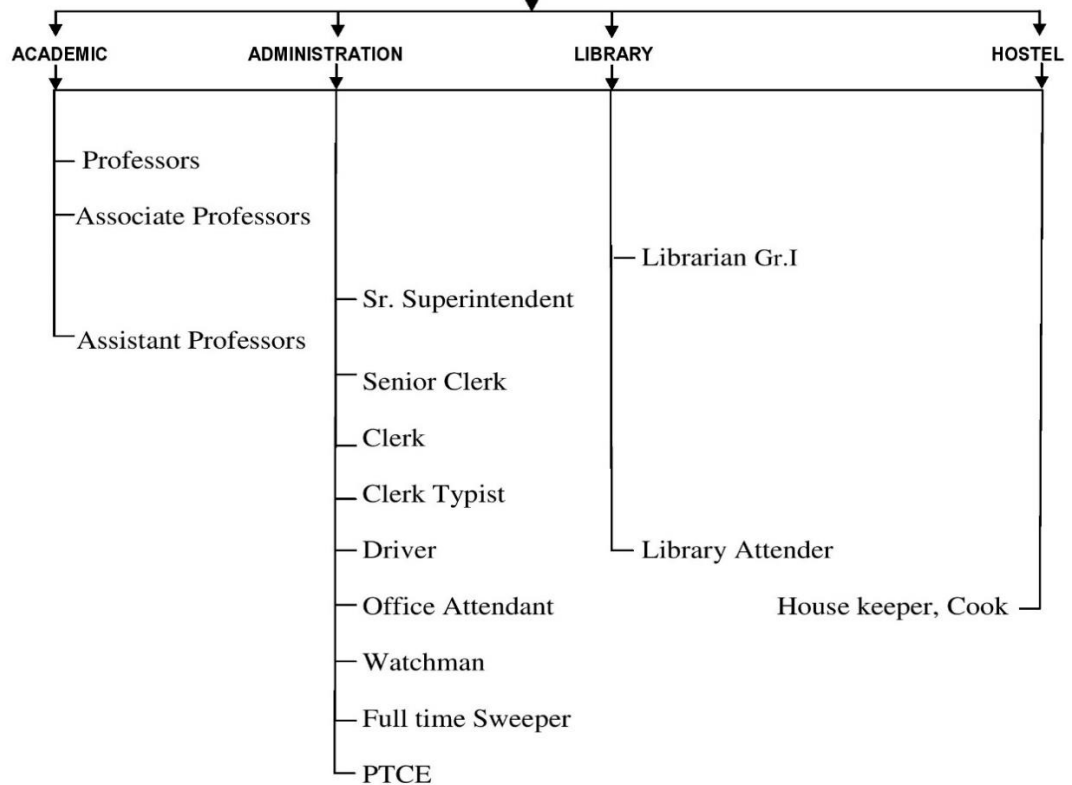 ACADEMIC ADMINISTRATION LIBRARY HOSTEL
Professors
Associate Professors
Assistant Professors
Sr. Superintendent
Senior Clerk
Clerk
Clerk Typist
Driver
Office Attendant
Watchman
Full time Sweeper
PTCE
Librarian Gr.I
Library Attender
House keeper, Cook